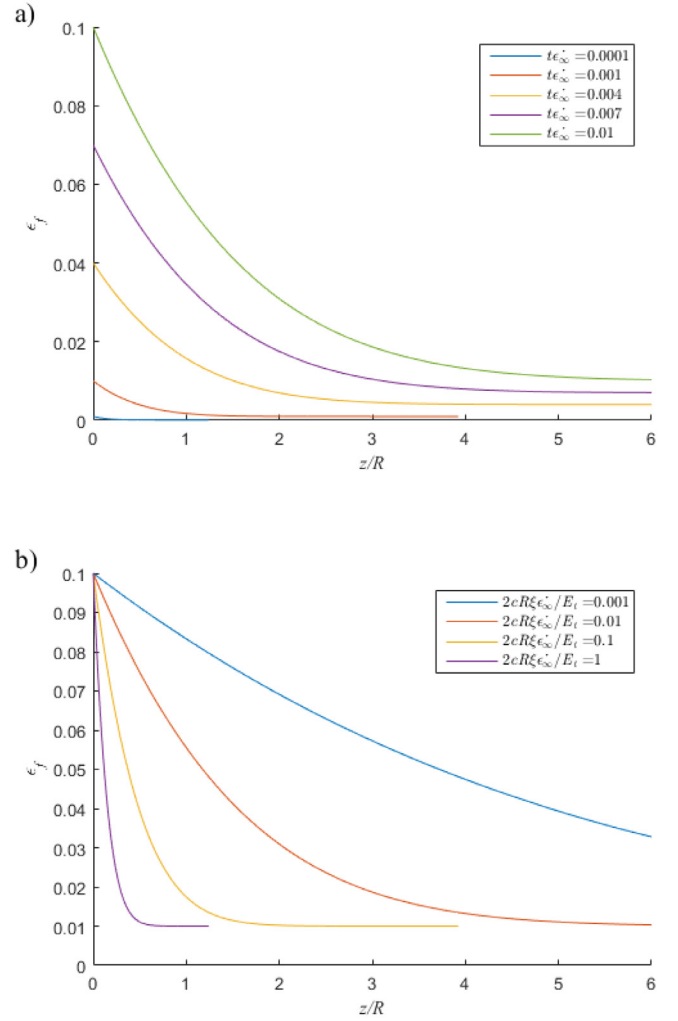 a)
0.1
0.08
0.06
0.04
0.02
0
ϵ_f
0 1 2 3 4 5 6
z/R
tϵ̇_∞ =0.0001
tϵ̇_∞ =0.001
tϵ̇_∞ =0.004
tϵ̇_∞ =0.007
tϵ̇_∞ =0.01
b)
0.1
0.09
0.08
0.07
0.06
0.05
0.04
0.03
0.02
0.01
0
ϵ_f
0 1 2 3 4 5 6
z/R
2cRξϵ̇_∞/E_t =0.001
2cRξϵ̇_∞/E_t =0.01
2cRξϵ̇_∞/E_t =0.1
2cRξϵ̇_∞/E_t =1